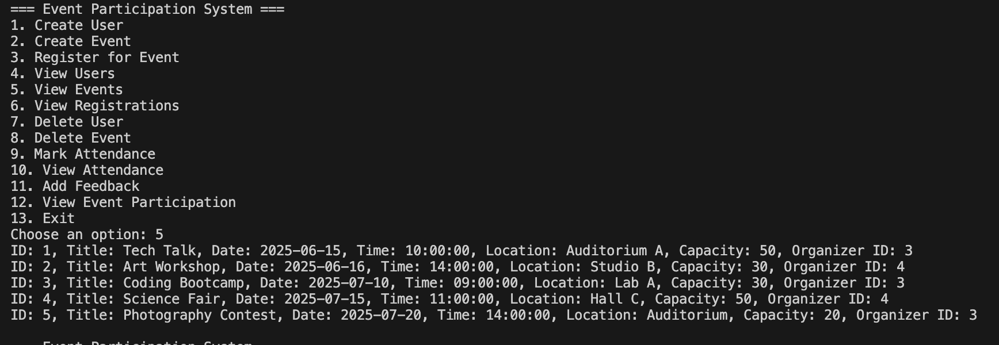 === Event Participation System ===
1. Create User
2. Create Event
3. Register for Event
4. View Users
5. View Events
6. View Registrations
7. Delete User
8. Delete Event
9. Mark Attendance
10. View Attendance
11. Add Feedback
12. View Event Participation
13. Exit
Choose an option: 5
ID: 1, Title: Tech Talk, Date: 2025-06-15, Time: 10:00:00, Location: Auditorium A, Capacity: 50, Organizer ID: 3
ID: 2, Title: Art Workshop, Date: 2025-06-16, Time: 14:00:00, Location: Studio B, Capacity: 30, Organizer ID: 4
ID: 3, Title: Coding Bootcamp, Date: 2025-07-10, Time: 09:00:00, Location: Lab A, Capacity: 30, Organizer ID: 3
ID: 4, Title: Science Fair, Date: 2025-07-15, Time: 11:00:00, Location: Hall C, Capacity: 50, Organizer ID: 4
ID: 5, Title: Photography Contest, Date: 2025-07-20, Time: 14:00:00, Location: Auditorium, Capacity: 20, Organizer ID: 3
Event Participation System